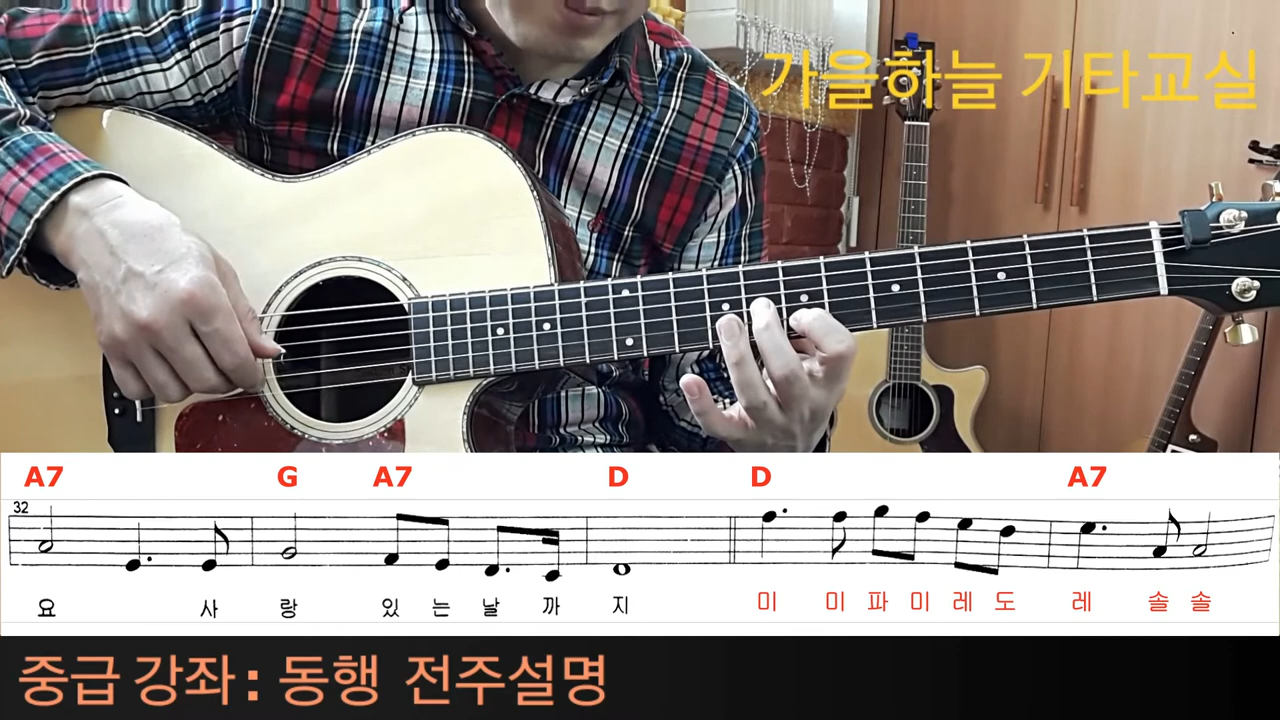 가을하늘 기타교실
A7 G A7 D D A7
32
요 사 랑 있 는 날 까 지 미 미 파 미 레 도 레 솔 솔
중급 강좌 : 동행 전주설명